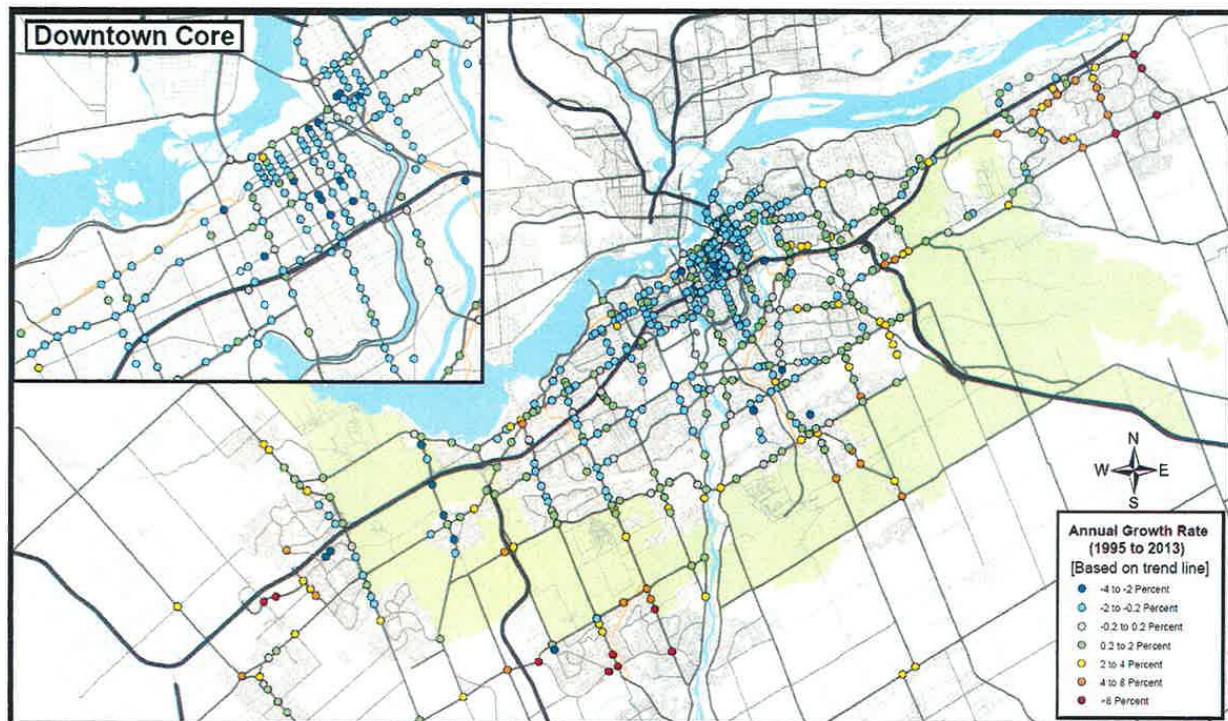 Downtown Core
N
W E
S
Annual Growth Rate
(1995 to 2013)
[Based on trend line]
-4 to -2 Percent
-2 to -0.2 Percent
-0.2 to 0.2 Percent
0.2 to 2 Percent
2 to 4 Percent
4 to 8 Percent
>8 Percent